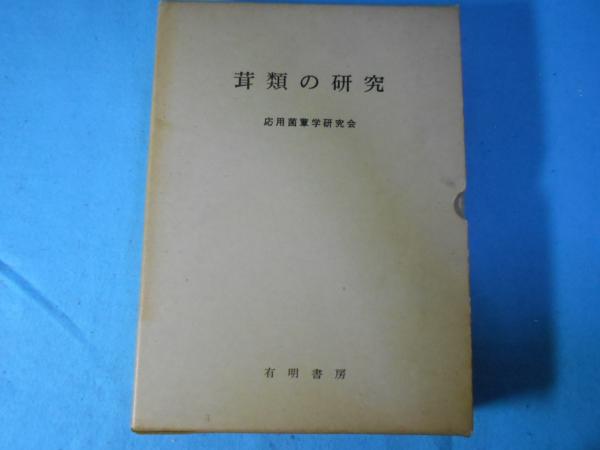 茸類の研究
応用菌蕈学研究会
有明書房